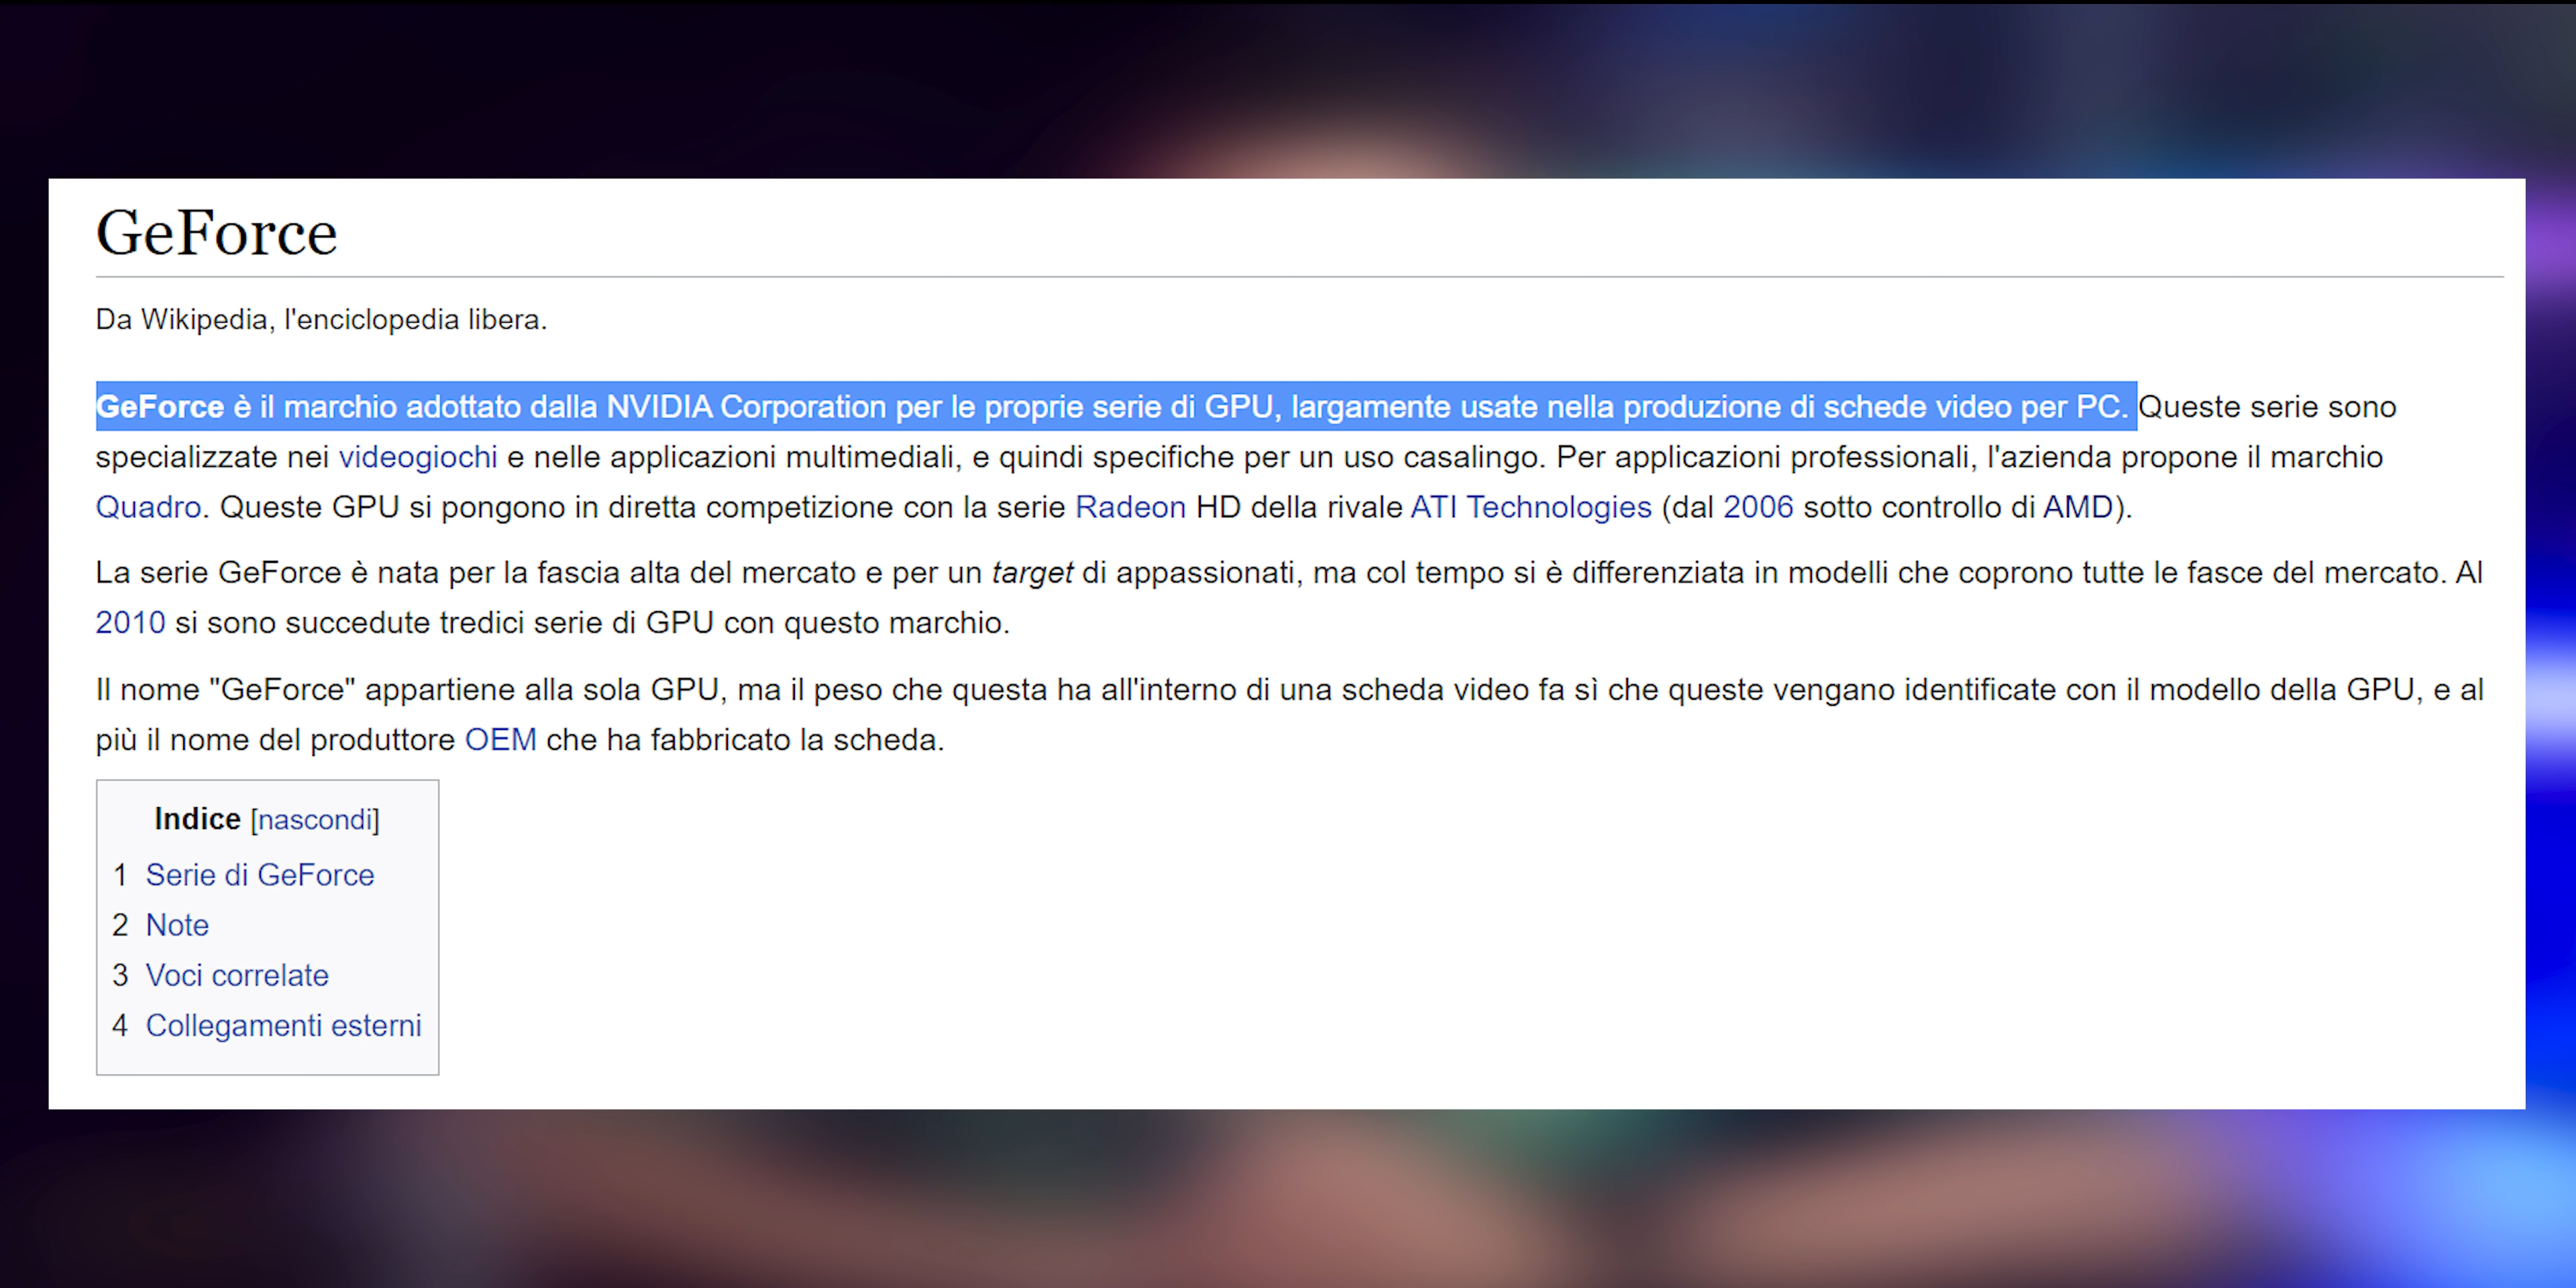 GeForce
Da Wikipedia, l'enciclopedia libera.
GeForce è il marchio adottato dalla NVIDIA Corporation per le proprie serie di GPU, largamente usate nella produzione di schede video per PC. Queste serie sono
specializzate nei videogiochi e nelle applicazioni multimediali, e quindi specifiche per un uso casalingo. Per applicazioni professionali, l'azienda propone il marchio
Quadro. Queste GPU si pongono in diretta competizione con la serie Radeon HD della rivale ATI Technologies (dal 2006 sotto controllo di AMD).
La serie GeForce è nata per la fascia alta del mercato e per un target di appassionati, ma col tempo si è differenziata in modelli che coprono tutte le fasce del mercato. Al
2010 si sono succedute tredici serie di GPU con questo marchio.
Il nome "GeForce" appartiene alla sola GPU, ma il peso che questa ha all'interno di una scheda video fa sì che queste vengano identificate con il modello della GPU, e al
più il nome del produttore OEM che ha fabbricato la scheda.
Indice [nascondi]
1 Serie di GeForce
2 Note
3 Voci correlate
4 Collegamenti esterni